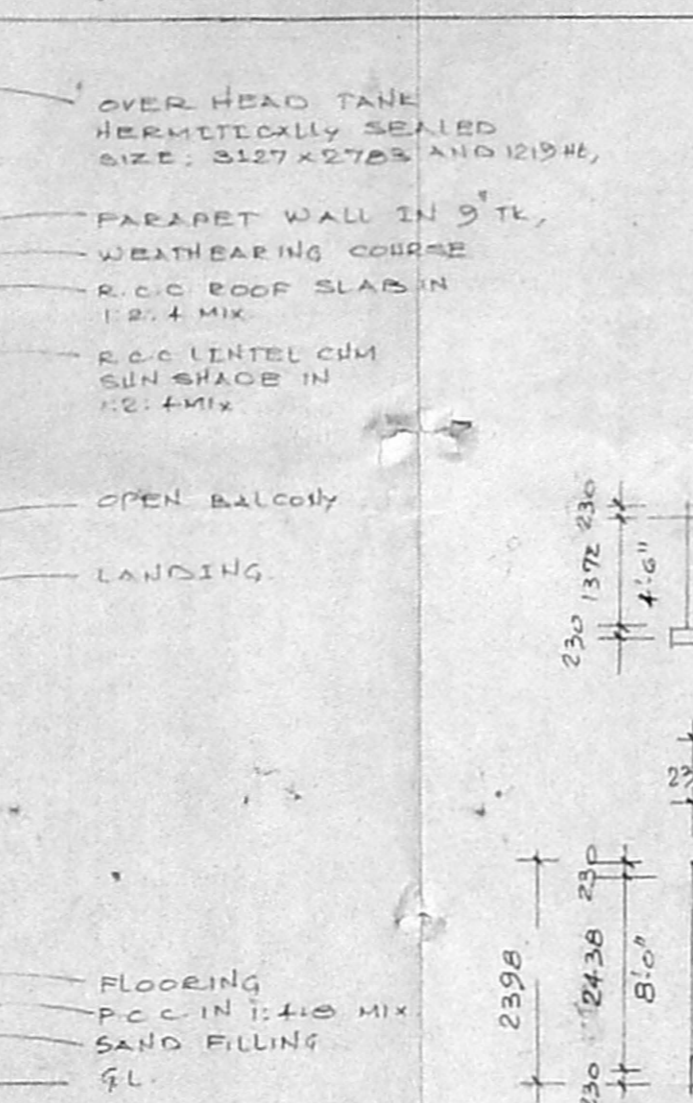 OVER HEAD TANK
HERMITICALLY SEALED
SIZE: 3127 x 2783 AND 1219 Ht,
PARAPET WALL IN 9" TK,
WEATHEARING COURSE
R.C.C ROOF SLAB IN
1:2:4 MIX
R.C.C LINTEL CUM
SUN SHADE IN
1:2:4 MIX
OPEN BALCONY
LANDING
230
1372
4'-6"
230
230
2398
2438
8'-0"
230
FLOORING
P.C.C IN 1:4:8 MIX
SAND FILLING
G.L.